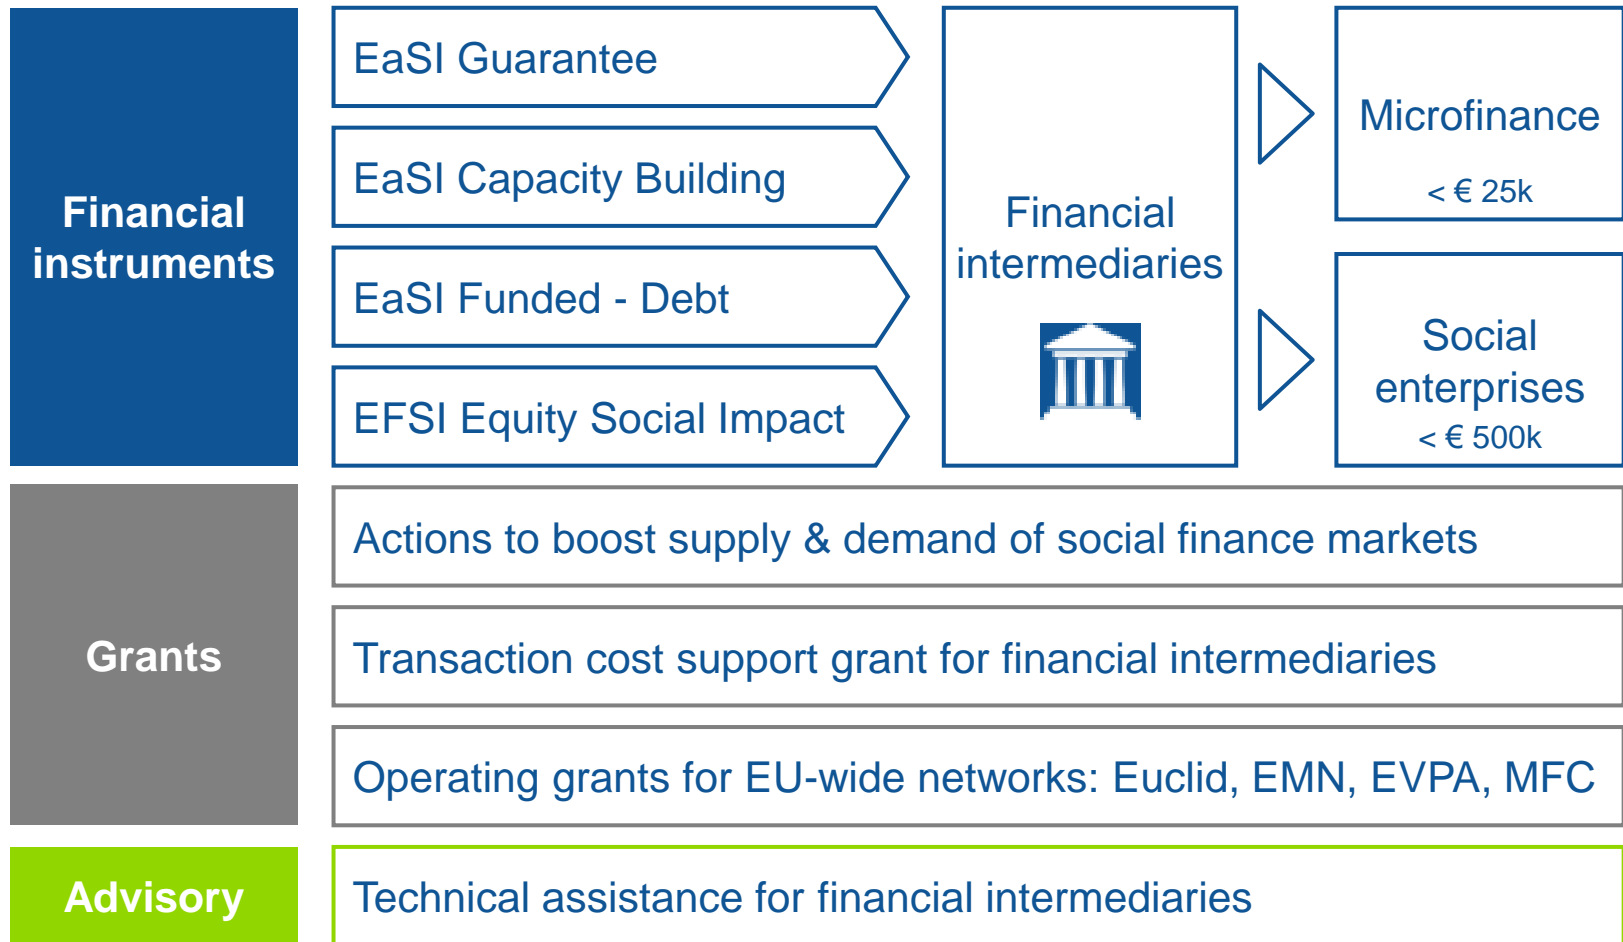 Financial
instruments
EaSI Guarantee
EaSI Capacity Building
EaSI Funded - Debt
EFSI Equity Social Impact
Financial
intermediaries
Microfinance
< € 25k
Social
enterprises
< € 500k
Grants
Actions to boost supply & demand of social finance markets
Transaction cost support grant for financial intermediaries
Operating grants for EU-wide networks: Euclid, EMN, EVPA, MFC
Advisory
Technical assistance for financial intermediaries